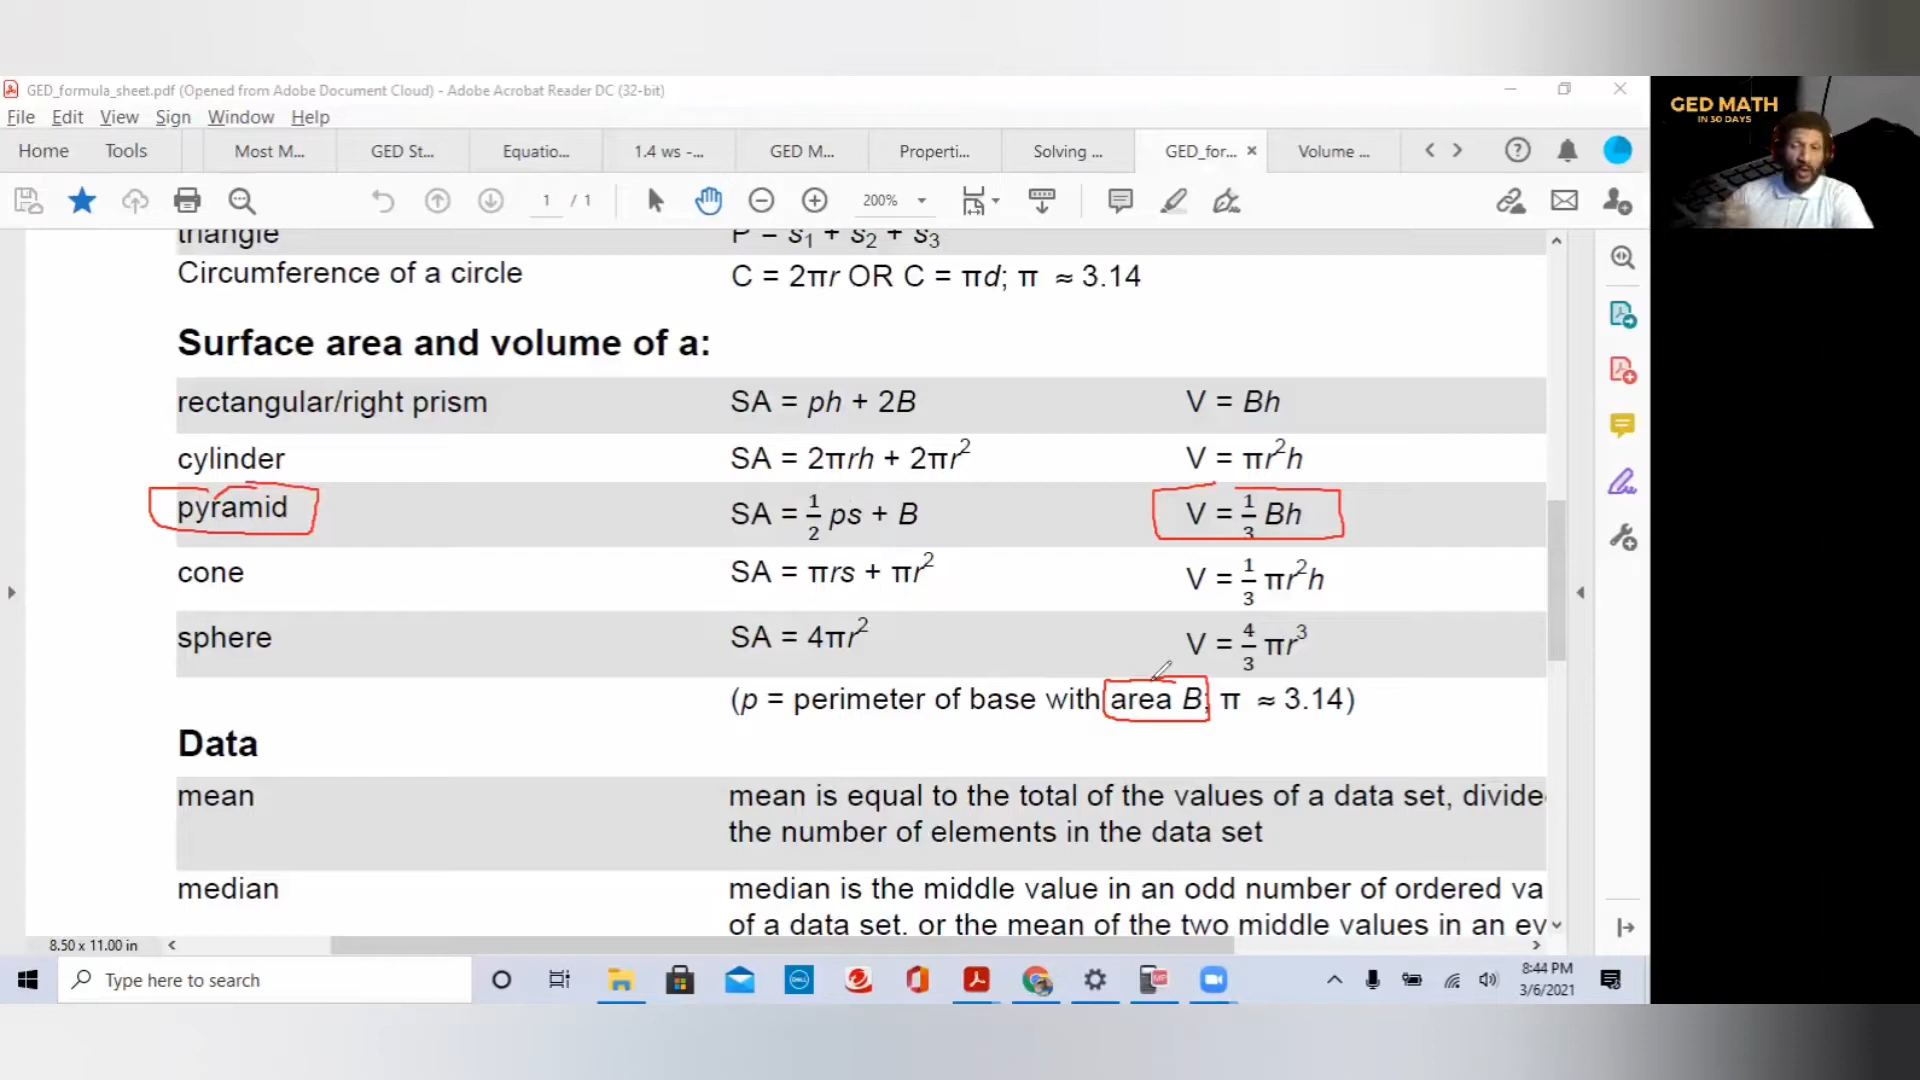 GED_formula_sheet.pdf (Opened from Adobe Document Cloud) - Adobe Acrobat Reader DC (32-bit)
GED MATH
IN 30 DAYS
File Edit View Sign Window Help
Home Tools Most M... GED St... Equatio... 1.4 ws -... GED M... Properti... Solving ... GED_for... × Volume ...
1 / 1 200%
triangle P = s₁ + s₂ + s₃
Circumference of a circle C = 2πr OR C = πd; π ≈ 3.14
Surface area and volume of a:
rectangular/right prism SA = ph + 2B V = Bh
cylinder SA = 2πrh + 2πr² V = πr²h
pyramid SA = 1/2 ps + B V = 1/3 Bh
cone SA = πrs + πr² V = 1/3 πr²h
sphere SA = 4πr² V = 4/3 πr³
(p = perimeter of base with area B; π ≈ 3.14)
Data
mean mean is equal to the total of the values of a data set, divide
the number of elements in the data set
median median is the middle value in an odd number of ordered va
of a data set, or the mean of the two middle values in an ev
8.50 x 11.00 in
Type here to search
DELL
8:44 PM
3/6/2021